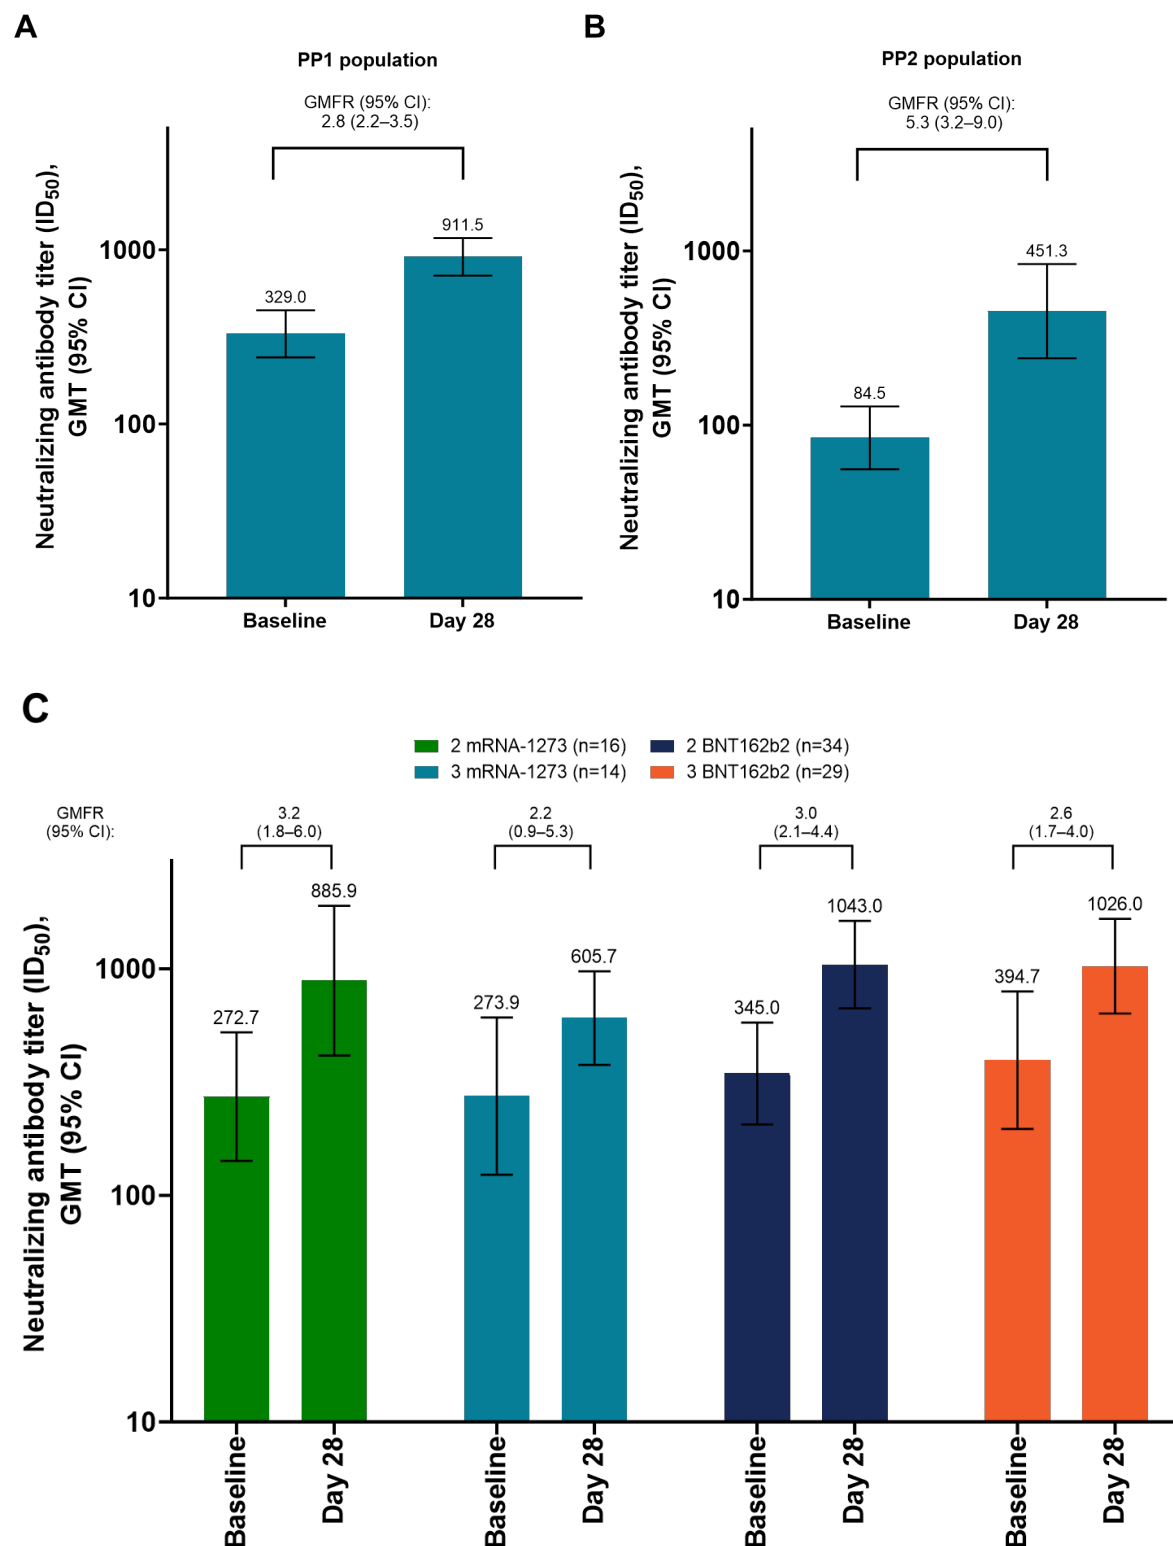 A
PP1 population
GMFR (95% CI):
2.8 (2.2–3.5)
Neutralizing antibody titer (ID50),
GMT (95% CI)
1000
100
10
329.0
911.5
Baseline
Day 28
B
PP2 population
GMFR (95% CI):
5.3 (3.2–9.0)
Neutralizing antibody titer (ID50),
GMT (95% CI)
1000
100
10
84.5
451.3
Baseline
Day 28
C
2 mRNA-1273 (n=16)
2 BNT162b2 (n=34)
3 mRNA-1273 (n=14)
3 BNT162b2 (n=29)
GMFR
(95% CI):
3.2
(1.8–6.0)
2.2
(0.9–5.3)
3.0
(2.1–4.4)
2.6
(1.7–4.0)
Neutralizing antibody titer (ID50),
GMT (95% CI)
1000
100
10
272.7
885.9
273.9
605.7
345.0
1043.0
394.7
1026.0
Baseline
Day 28
Baseline
Day 28
Baseline
Day 28
Baseline
Day 28